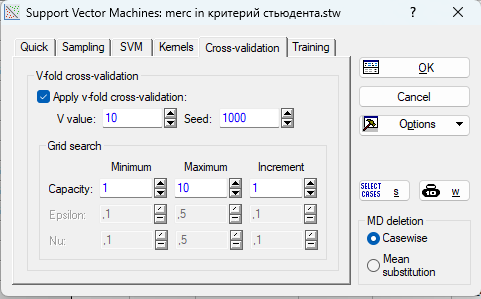 Support Vector Machines: merc in критерий стьюдента.stw
Quick Sampling SVM Kernels Cross-validation Training
V-fold cross-validation
Apply v-fold cross-validation:
V value: 10 Seed: 1000
Grid search
Minimum Maximum Increment
Capacity: 1 10 1
Epsilon: ,1 ,5 ,1
Nu: ,1 ,5 ,1
OK
Cancel
Options
SELECT CASES s w
MD deletion
Casewise
Mean
substitution